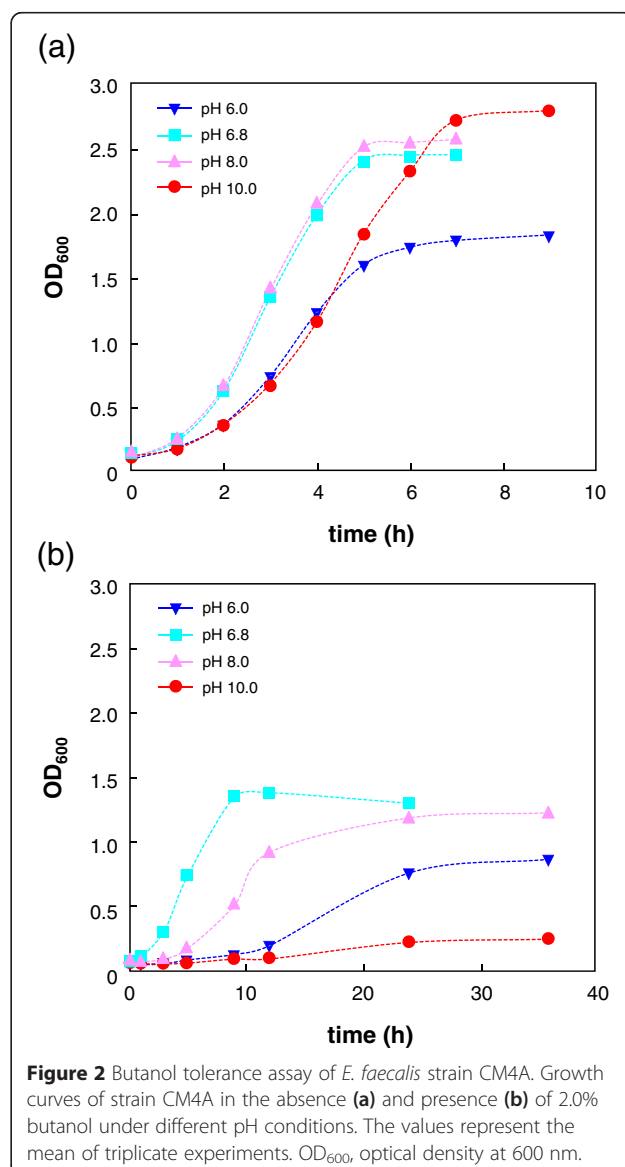 (a)
3.0
2.5
2.0
1.5
1.0
0.5
0
OD600
pH 6.0
pH 6.8
pH 8.0
pH 10.0
0 2 4 6 8 10
time (h)
(b)
3.0
2.5
2.0
1.5
1.0
0.5
0
OD600
pH 6.0
pH 6.8
pH 8.0
pH 10.0
0 10 20 30 40
time (h)
Figure 2 Butanol tolerance assay of E. faecalis strain CM4A. Growth
curves of strain CM4A in the absence (a) and presence (b) of 2.0%
butanol under different pH conditions. The values represent the
mean of triplicate experiments. OD600, optical density at 600 nm.